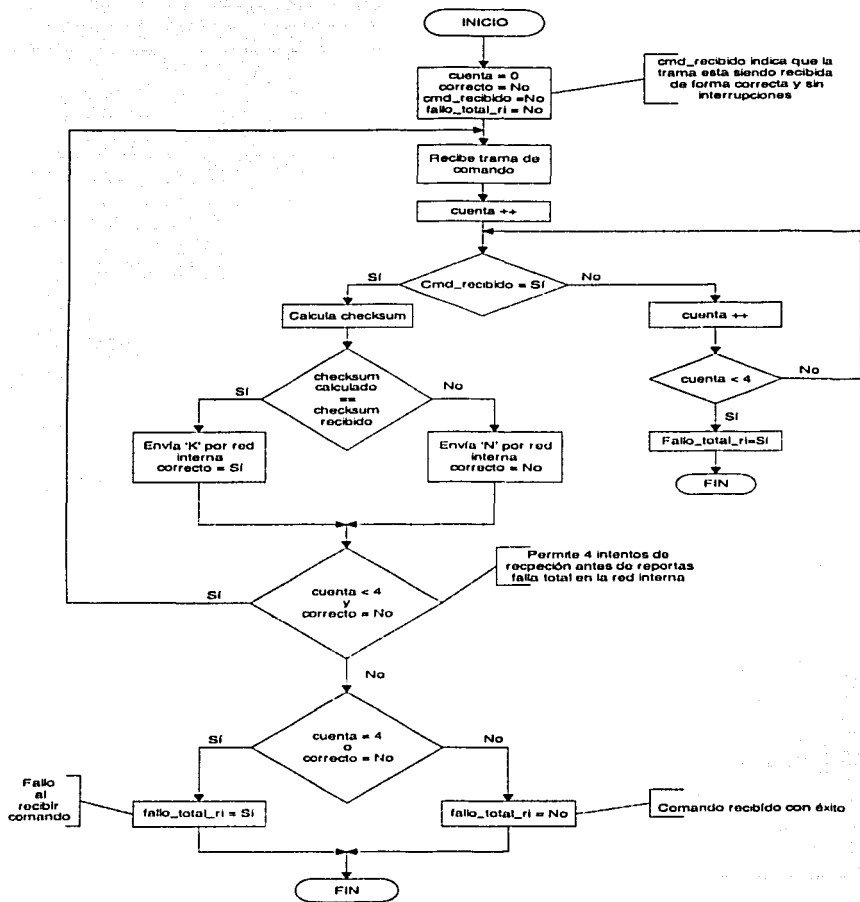 INICIO
cuenta = 0
correcto = No
cmd_recibido =No
fallo_total_ri = No
cmd_recibido indica que la
trama esta siendo recibida
de forma correcta y sin
interrupciones
Recibe trama de
comando
cuenta ++
Cmd_recibido = Sí
Sí
No
Calcula checksum
cuenta ++
checksum
calculado
==
checksum
recibido
Sí
No
cuenta < 4
No
Sí
Envía 'K' por red
interna
correcto = Sí
Envía 'N' por red
interna
correcto = No
Fallo_total_ri=Sí
FIN
Permite 4 intentos de
recpeción antes de reportas
falla total en la red interna
cuenta < 4
y
correcto = No
Sí
No
cuenta = 4
o
correcto = No
Sí
No
Fallo
al
recibir
comando
fallo_total_ri = Sí
fallo_total_ri = No
Comando recibido con éxito
FIN